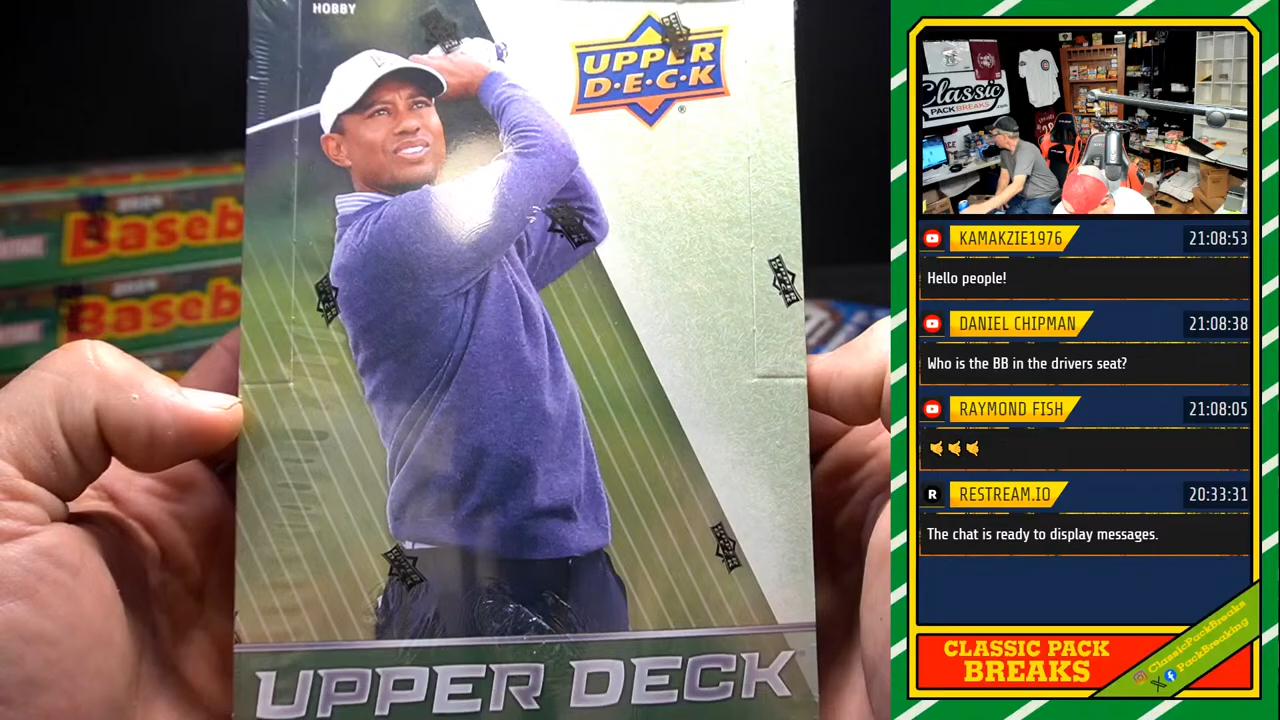 HOBBY
UPPER
D·E·C·K
®
UPPER DECK
Baseb
Baseb
Classic
PACK BREAKS.com
KAMAKZIE1976
21:08:53
Hello people!
DANIEL CHIPMAN
21:08:38
Who is the BB in the drivers seat?
RAYMOND FISH
21:08:05
🤙🤙🤙
R
RESTREAM.IO
20:33:31
The chat is ready to display messages.
CLASSIC PACK
BREAKS
ClassicPackBreaks
PackBreaking